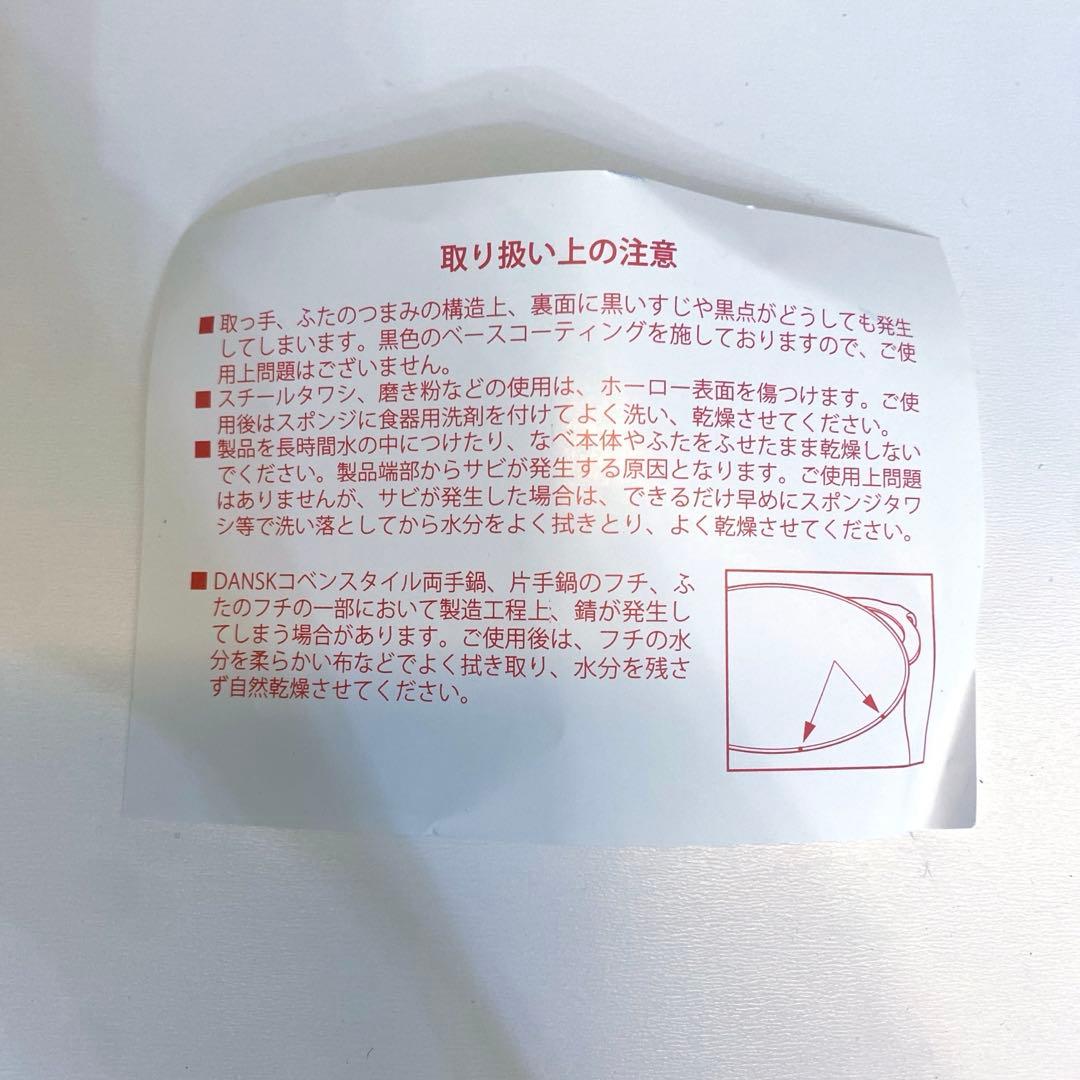 取り扱い上の注意
■取っ手、ふたのつまみの構造上、裏面に黒いすじや黒点がどうしても発生
してしまいます。黒色のベースコーティングを施しておりますので、ご使
用上問題はございません。
■スチールタワシ、磨き粉などの使用は、ホーロー表面を傷つけます。ご使
用後はスポンジに食器用洗剤を付けてよく洗い、乾燥させてください。
■製品を長時間水の中につけたり、なべ本体やふたをふせたまま乾燥しない
でください。製品端部からサビが発生する原因となります。ご使用上問題
はありませんが、サビが発生した場合は、できるだけ早めにスポンジタワ
シ等で洗い落としてから水分をよく拭きとり、よく乾燥させてください。
■DANSKコベンスタイル両手鍋、片手鍋のフチ、ふ
たのフチの一部において製造工程上、錆が発生し
てしまう場合があります。ご使用後は、フチの水
分を柔らかい布などでよく拭き取り、水分を残さ
ず自然乾燥させてください。